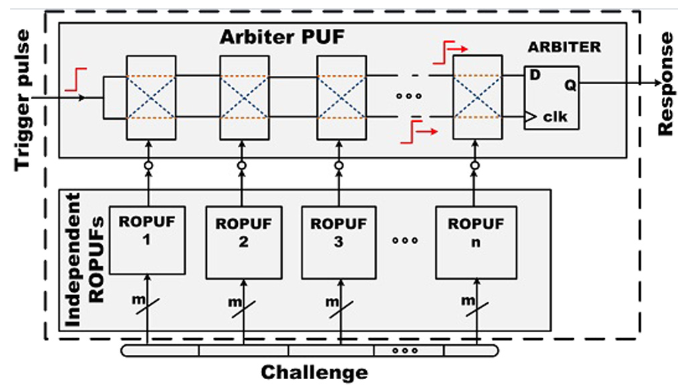 Arbiter PUF
ARBITER
D
Q
clk
Trigger pulse
Response
Independent
ROPUFs
ROPUF
1
ROPUF
2
ROPUF
3
ROPUF
n
m
m
m
m
Challenge